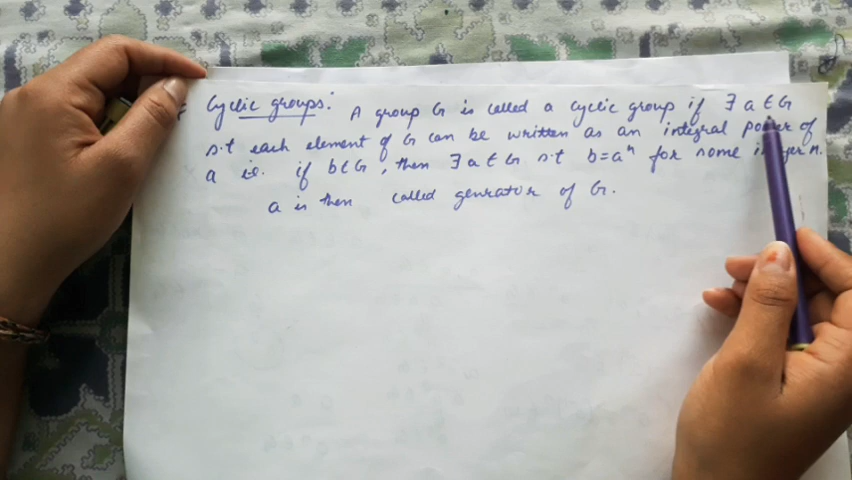 Cyclic groups: A group G is called a cyclic group if ∃ a ∈ G
s.t each element of G can be written as an integral power of
a i.e. if b ∈ G, then ∃ a ∈ G s.t b = aⁿ for some integer n.
a is then called genrator of G.